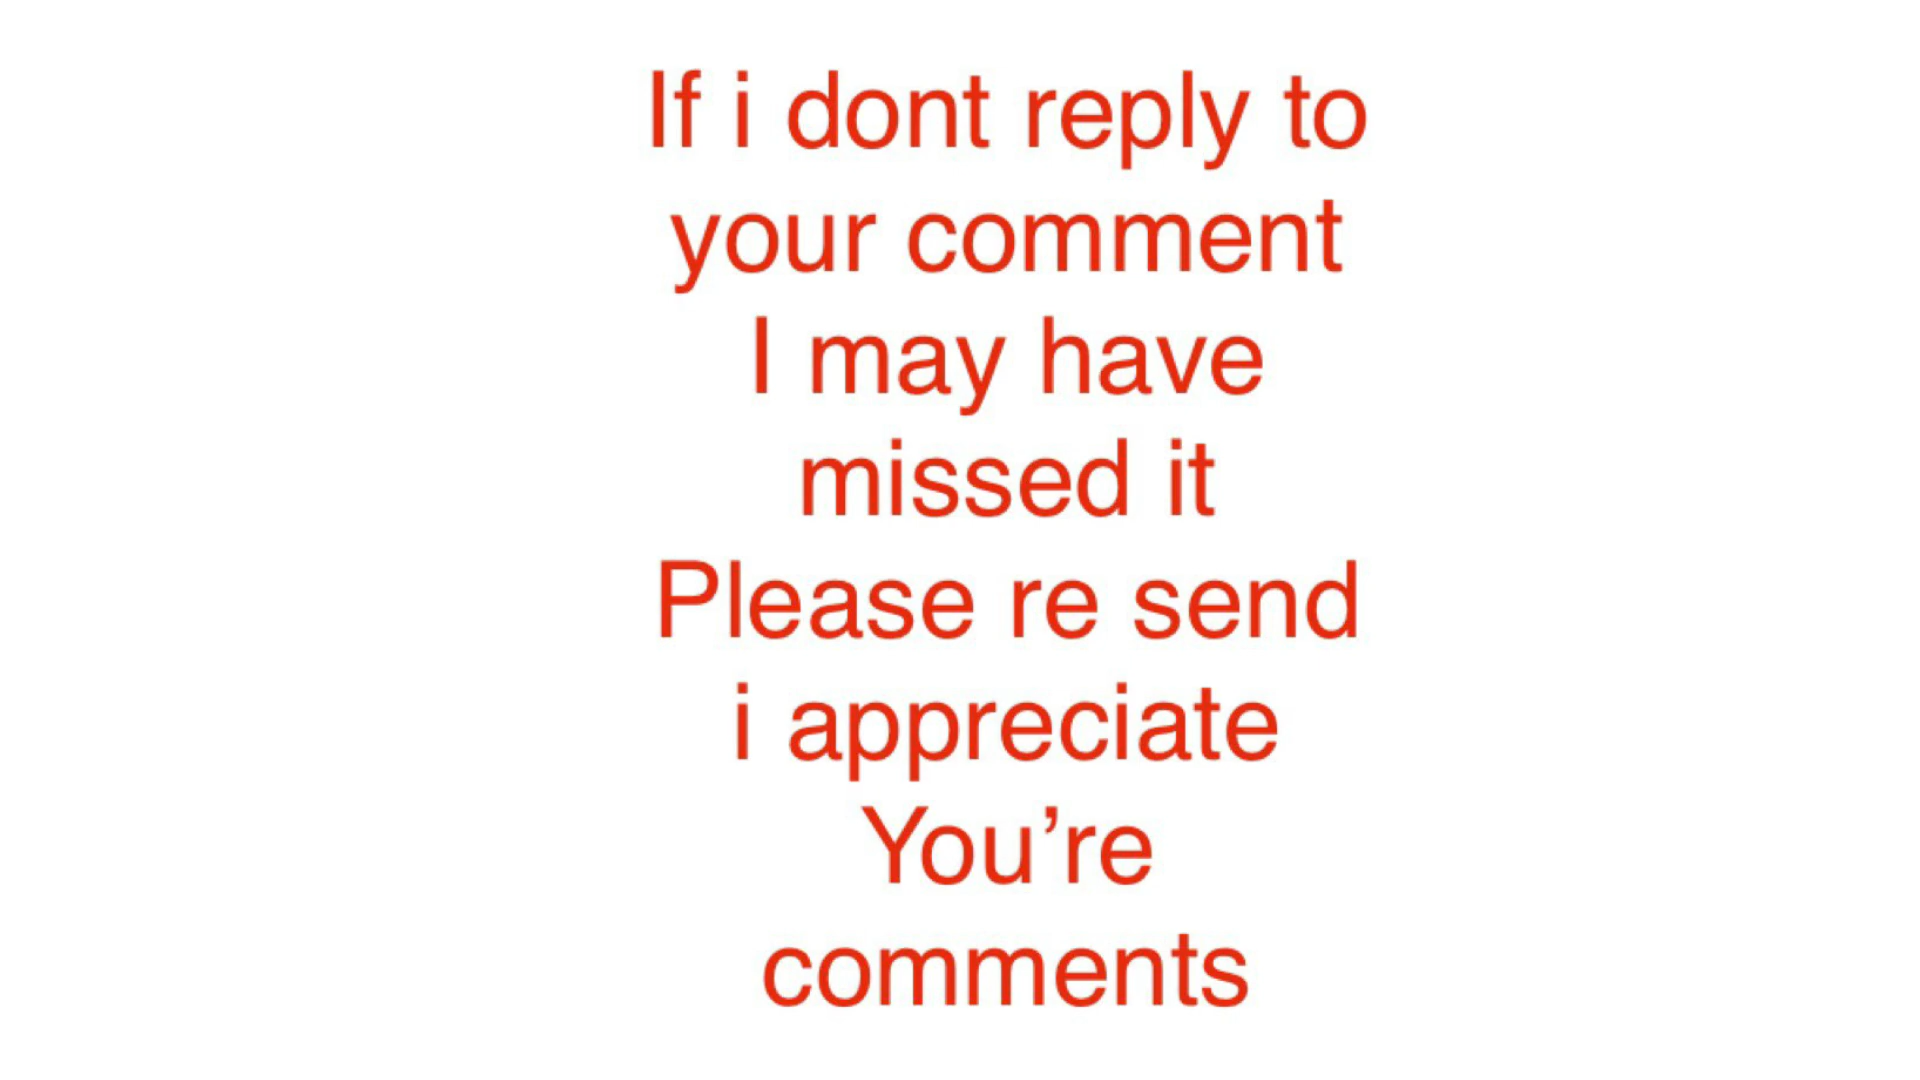 If i dont reply to
your comment
I may have
missed it
Please re send
i appreciate
You’re
comments